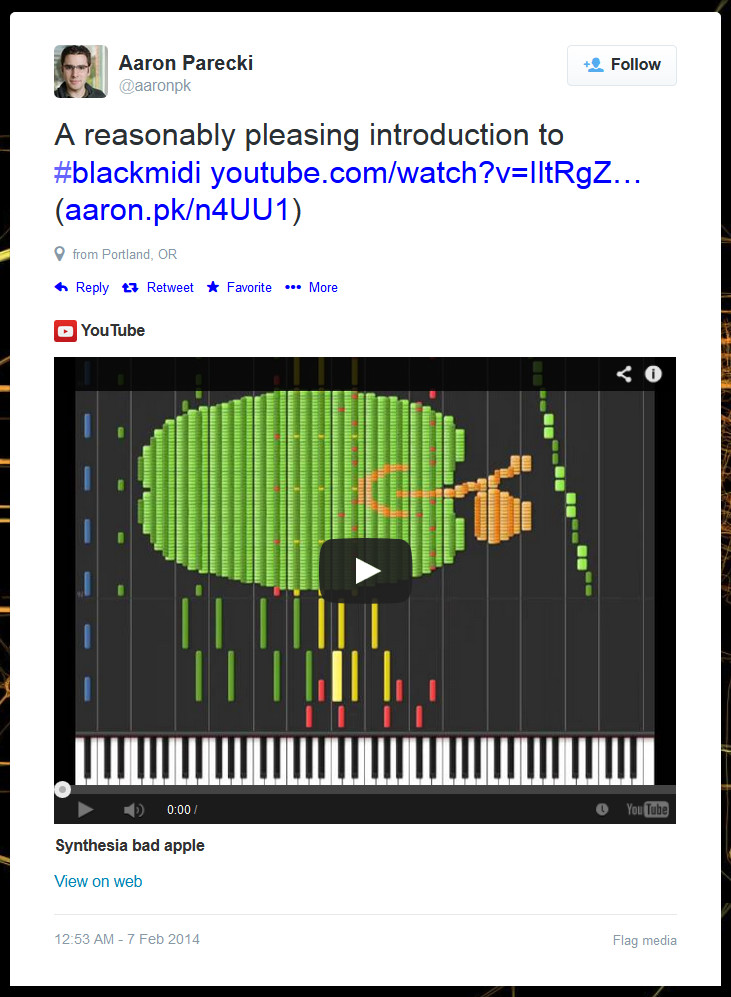 Aaron Parecki
@aaronpk
Follow
A reasonably pleasing introduction to
#blackmidi youtube.com/watch?v=IItRgZ…
(aaron.pk/n4UU1)
from Portland, OR
Reply Retweet Favorite ••• More
YouTube
0:00 /
YouTube
Synthesia bad apple
View on web
12:53 AM - 7 Feb 2014
Flag media